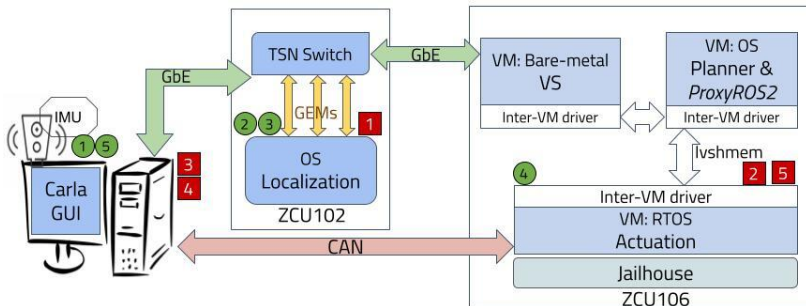 IMU
1
5
Carla
GUI
3
4
GbE
TSN Switch
GEMs
2
3
1
OS
Localization
ZCU102
GbE
VM: Bare-metal
VS
Inter-VM driver
VM: OS
Planner &
ProxyROS2
Inter-VM driver
Ivshmem
4
2
5
Inter-VM driver
VM: RTOS
Actuation
CAN
Jailhouse
ZCU106